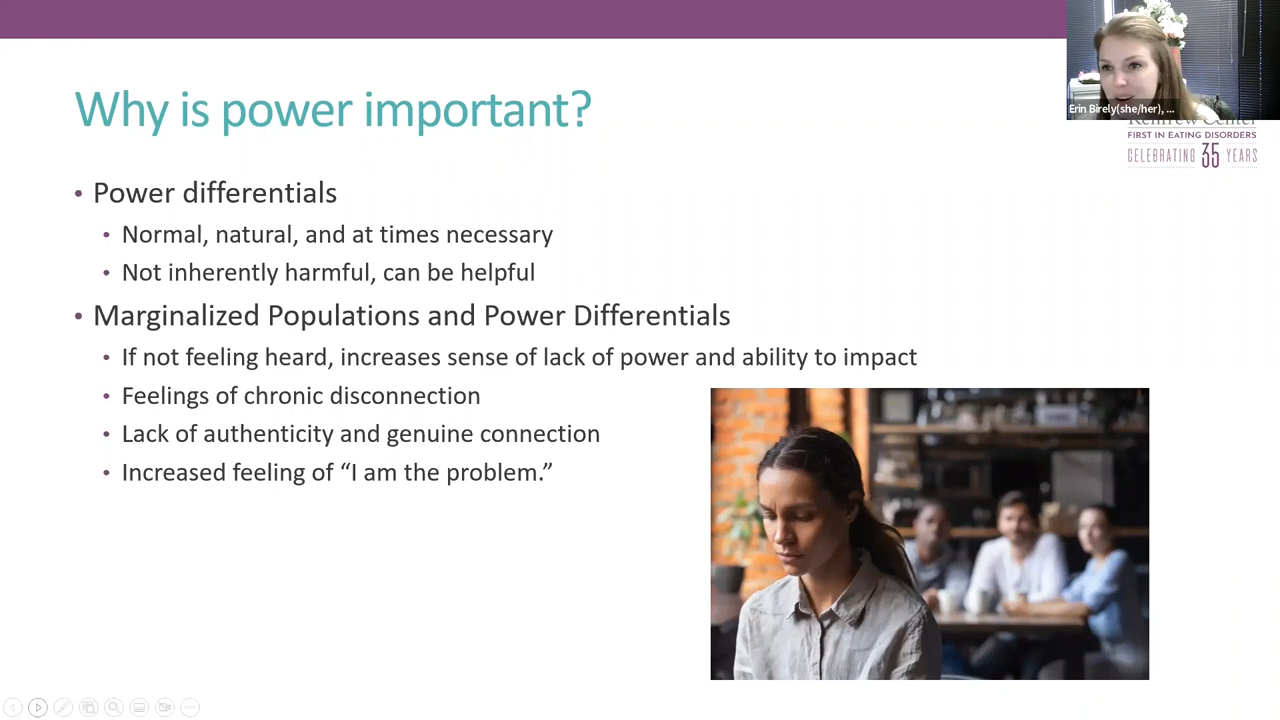 Why is power important?
Erin Birely(she/her), ...
Renfrew Center
FIRST IN EATING DISORDERS
CELEBRATING 35 YEARS
• Power differentials
• Normal, natural, and at times necessary
• Not inherently harmful, can be helpful
• Marginalized Populations and Power Differentials
• If not feeling heard, increases sense of lack of power and ability to impact
• Feelings of chronic disconnection
• Lack of authenticity and genuine connection
• Increased feeling of “I am the problem.”